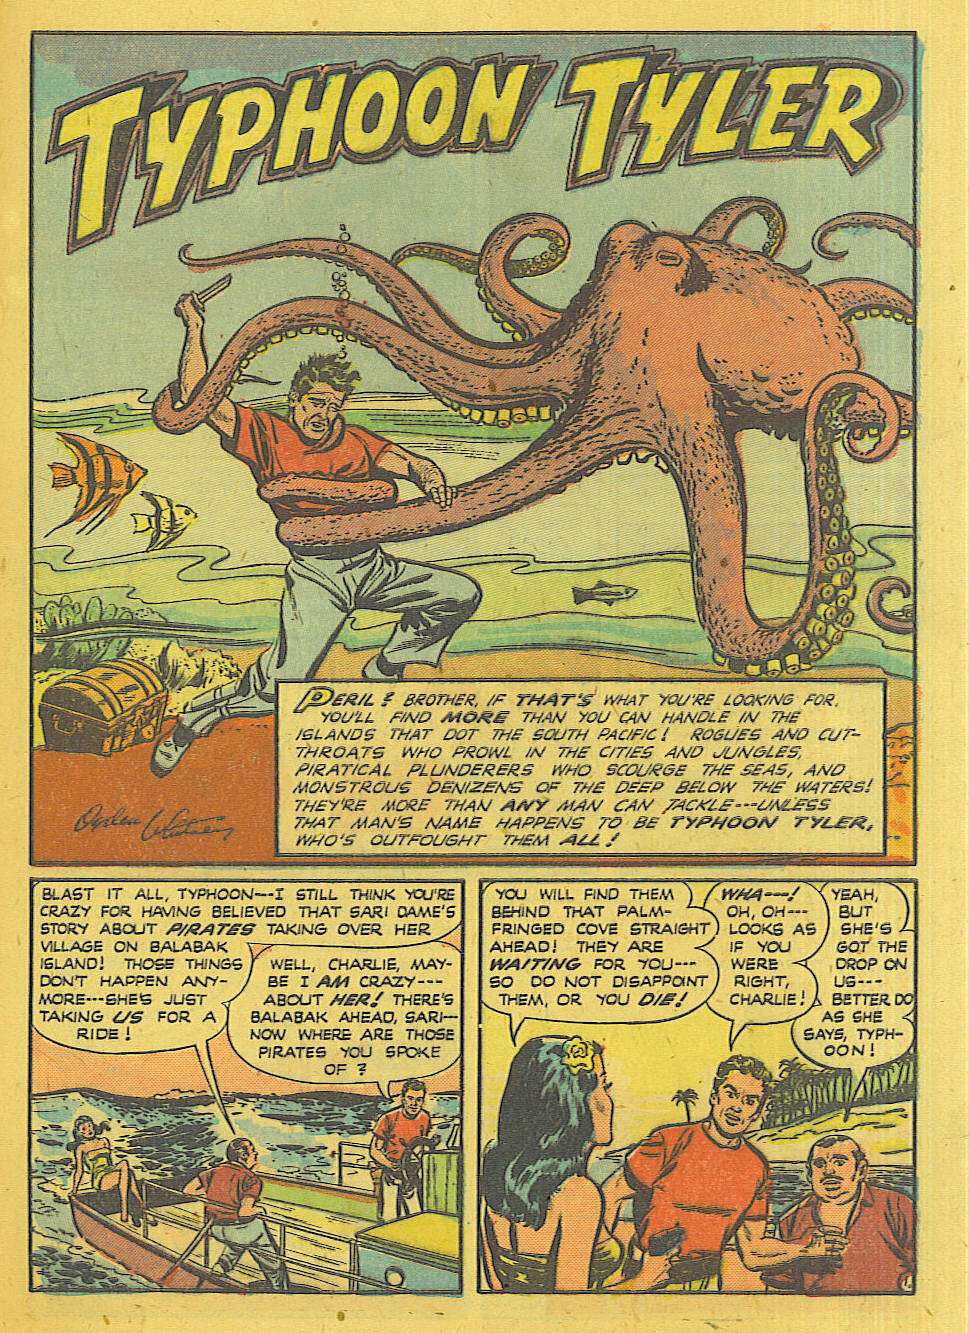 TYPHOON TYLER
PERIL? BROTHER, IF THAT'S WHAT YOU'RE LOOKING FOR,
YOU'LL FIND MORE THAN YOU CAN HANDLE IN THE
ISLANDS THAT DOT THE SOUTH PACIFIC! ROGUES AND CUT-
THROATS WHO PROWL IN THE CITIES AND JUNGLES,
PIRATICAL PLUNDERERS WHO SCOURGE THE SEAS, AND
MONSTROUS DENIZENS OF THE DEEP BELOW THE WATERS!
THEY'RE MORE THAN ANY MAN CAN TACKLE---UNLESS
THAT MAN'S NAME HAPPENS TO BE TYPHOON TYLER,
WHO'S OUTFOUGHT THEM ALL!
Ogden Whitney
BLAST IT ALL, TYPHOON---I STILL THINK YOU'RE
CRAZY FOR HAVING BELIEVED THAT SARI DAME'S
STORY ABOUT PIRATES TAKING OVER HER
VILLAGE ON BALABAK
ISLAND! THOSE THINGS
DON'T HAPPEN ANY-
MORE---SHE'S JUST
TAKING US FOR A
RIDE!
WELL, CHARLIE, MAY-
BE I AM CRAZY---
ABOUT HER! THERE'S
BALABAK AHEAD, SARI--
NOW WHERE ARE THOSE
PIRATES YOU SPOKE
OF?
YOU WILL FIND THEM
BEHIND THAT PALM-
FRINGED COVE STRAIGHT
AHEAD! THEY ARE
WAITING FOR YOU---
SO DO NOT DISAPPOINT
THEM, OR YOU DIE!
WHA---!
OH, OH---
LOOKS AS
IF YOU
WERE
RIGHT,
CHARLIE!
YEAH,
BUT
SHE'S
GOT THE
DROP ON
US---
BETTER DO
AS SHE
SAYS, TYPH-
OON!